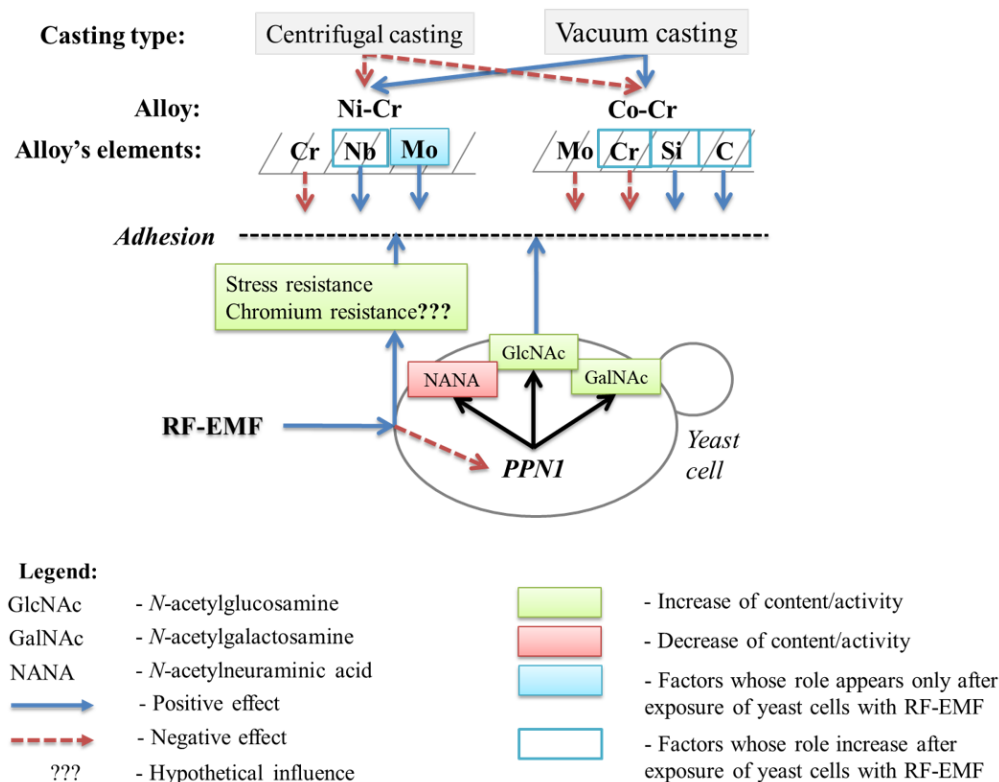 Casting type: Centrifugal casting Vacuum casting
Alloy: Ni-Cr Co-Cr
Alloy's elements: Cr Nb Mo Mo Cr Si C
Adhesion
Stress resistance
Chromium resistance???
GlcNAc
NANA GalNAc
RF-EMF
PPN1
Yeast
cell
Legend:
GlcNAc - N-acetylglucosamine
GalNAc - N-acetylgalactosamine
NANA - N-acetylneuraminic acid
- Positive effect
- Negative effect
??? - Hypothetical influence
- Increase of content/activity
- Decrease of content/activity
- Factors whose role appears only after
exposure of yeast cells with RF-EMF
- Factors whose role increase after
exposure of yeast cells with RF-EMF